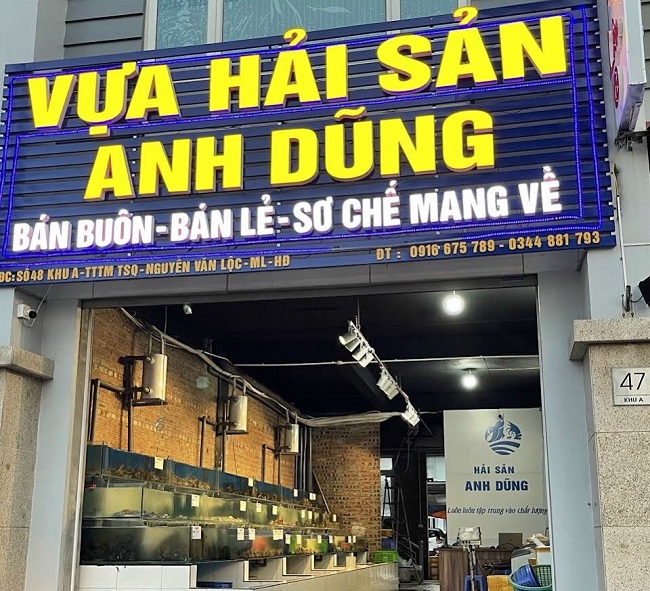 VỰA HẢI SẢN
ANH DŨNG
BÁN BUÔN-BÁN LẺ-SƠ CHẾ MANG VỀ
ĐC: SỐ 48 KHU A-TTTM TSQ-NGUYỄN VĂN LỘC-ML-HĐ
ĐT : 0916 675 789 - 0344 881 793
47
KHU A
HẢI SẢN
ANH DŨNG
Luôn luôn tập trung vào chất lượng